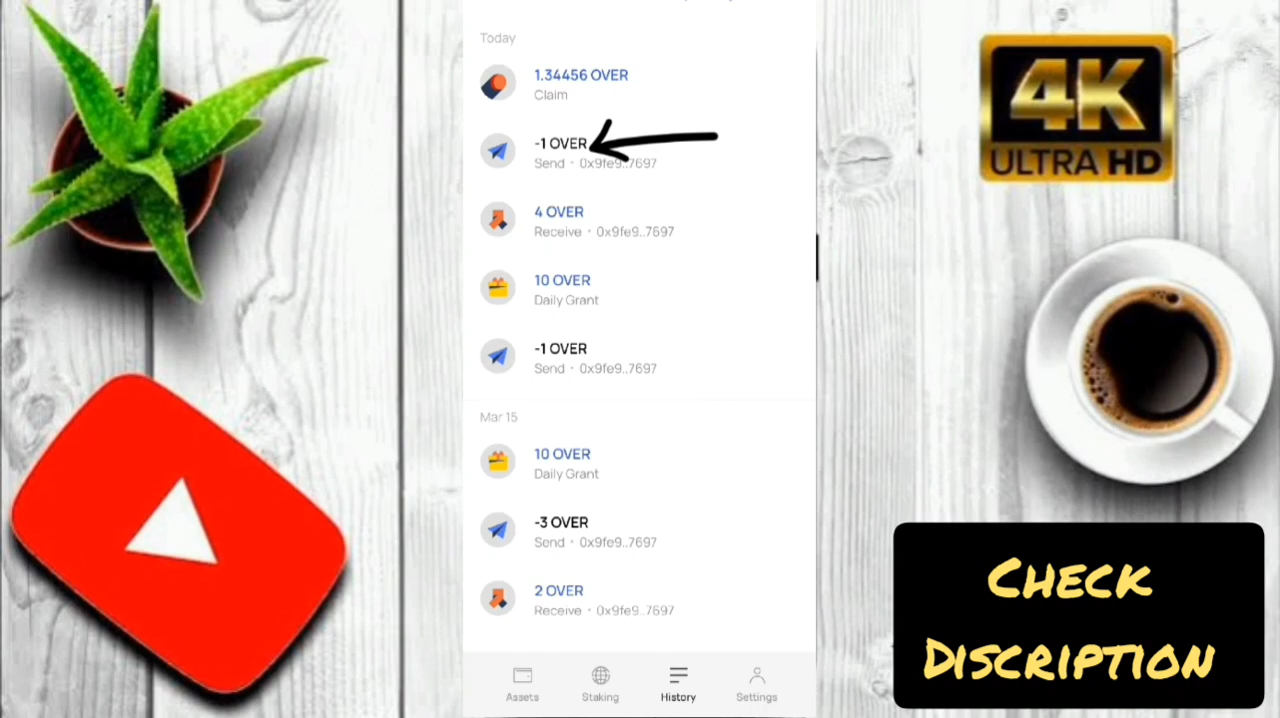 Today
1.34456 OVER
Claim
-1 OVER
Send • 0x9fe9..7697
4 OVER
Receive • 0x9fe9..7697
10 OVER
Daily Grant
-1 OVER
Send • 0x9fe9..7697
Mar 15
10 OVER
Daily Grant
-3 OVER
Send • 0x9fe9..7697
2 OVER
Receive • 0x9fe9..7697
Assets
Staking
History
Settings
4K
ULTRA HD
CHECK
DISCRIPTION